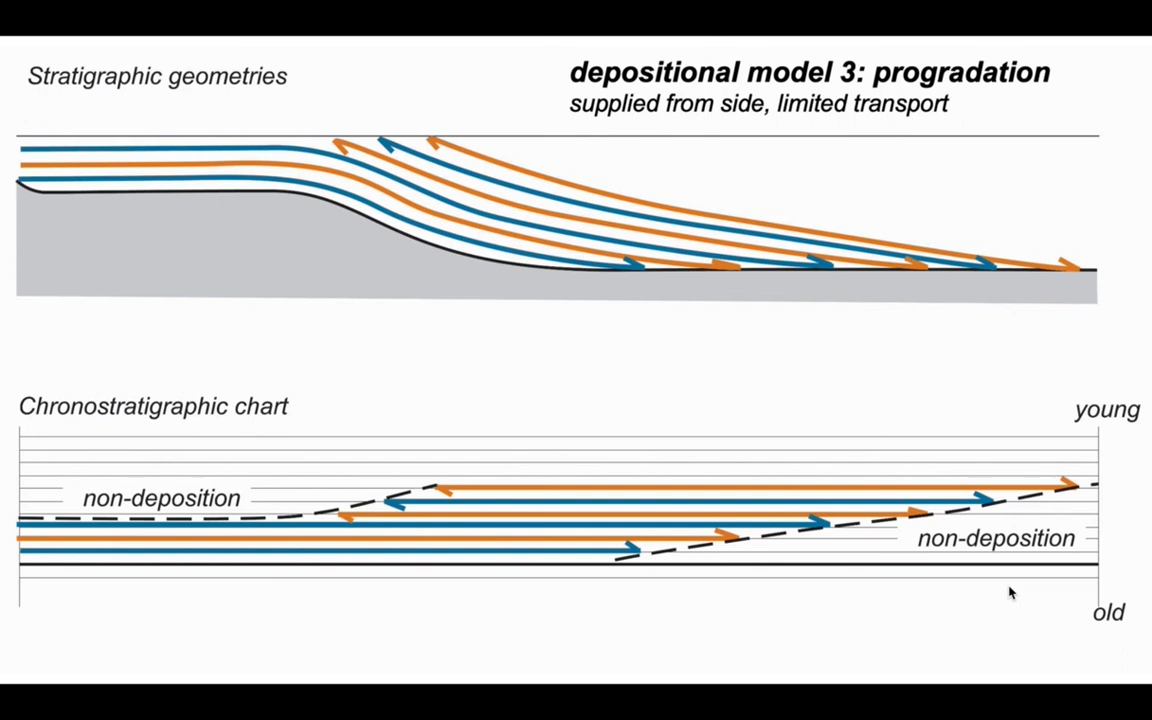 Stratigraphic geometries
depositional model 3: progradation
supplied from side, limited transport
Chronostratigraphic chart
young
non-deposition
non-deposition
old